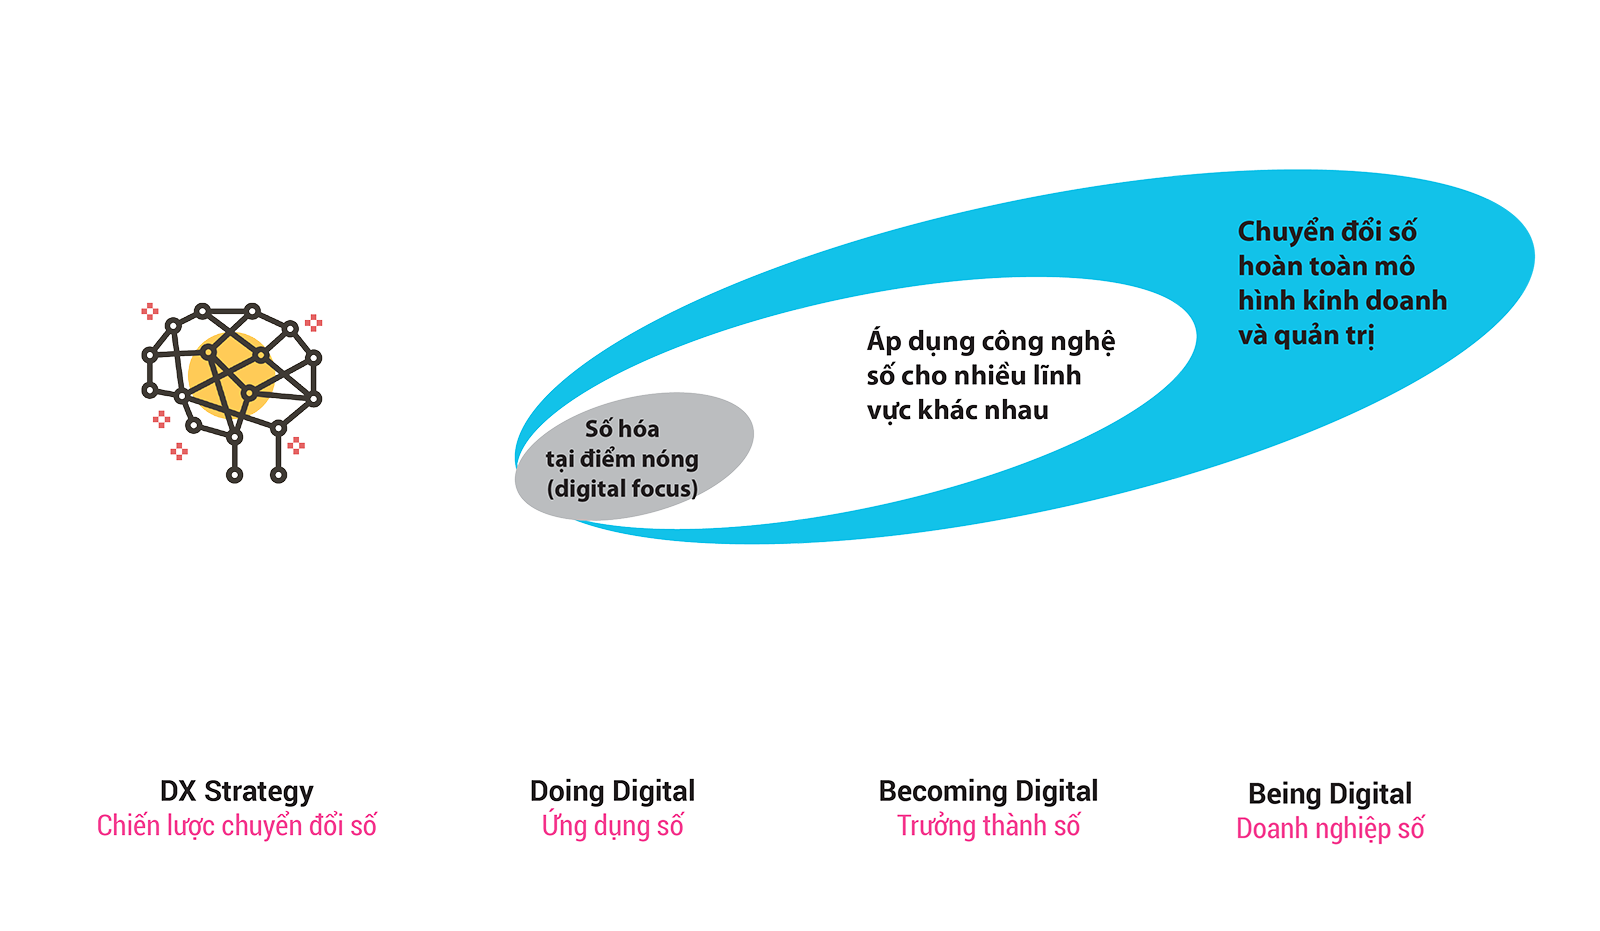 Chuyển đổi số
hoàn toàn mô
hình kinh doanh
và quản trị
Áp dụng công nghệ
số cho nhiều lĩnh
vực khác nhau
Số hóa
tại điểm nóng
(digital focus)
DX Strategy
Chiến lược chuyển đổi số
Doing Digital
Ứng dụng số
Becoming Digital
Trưởng thành số
Being Digital
Doanh nghiệp số